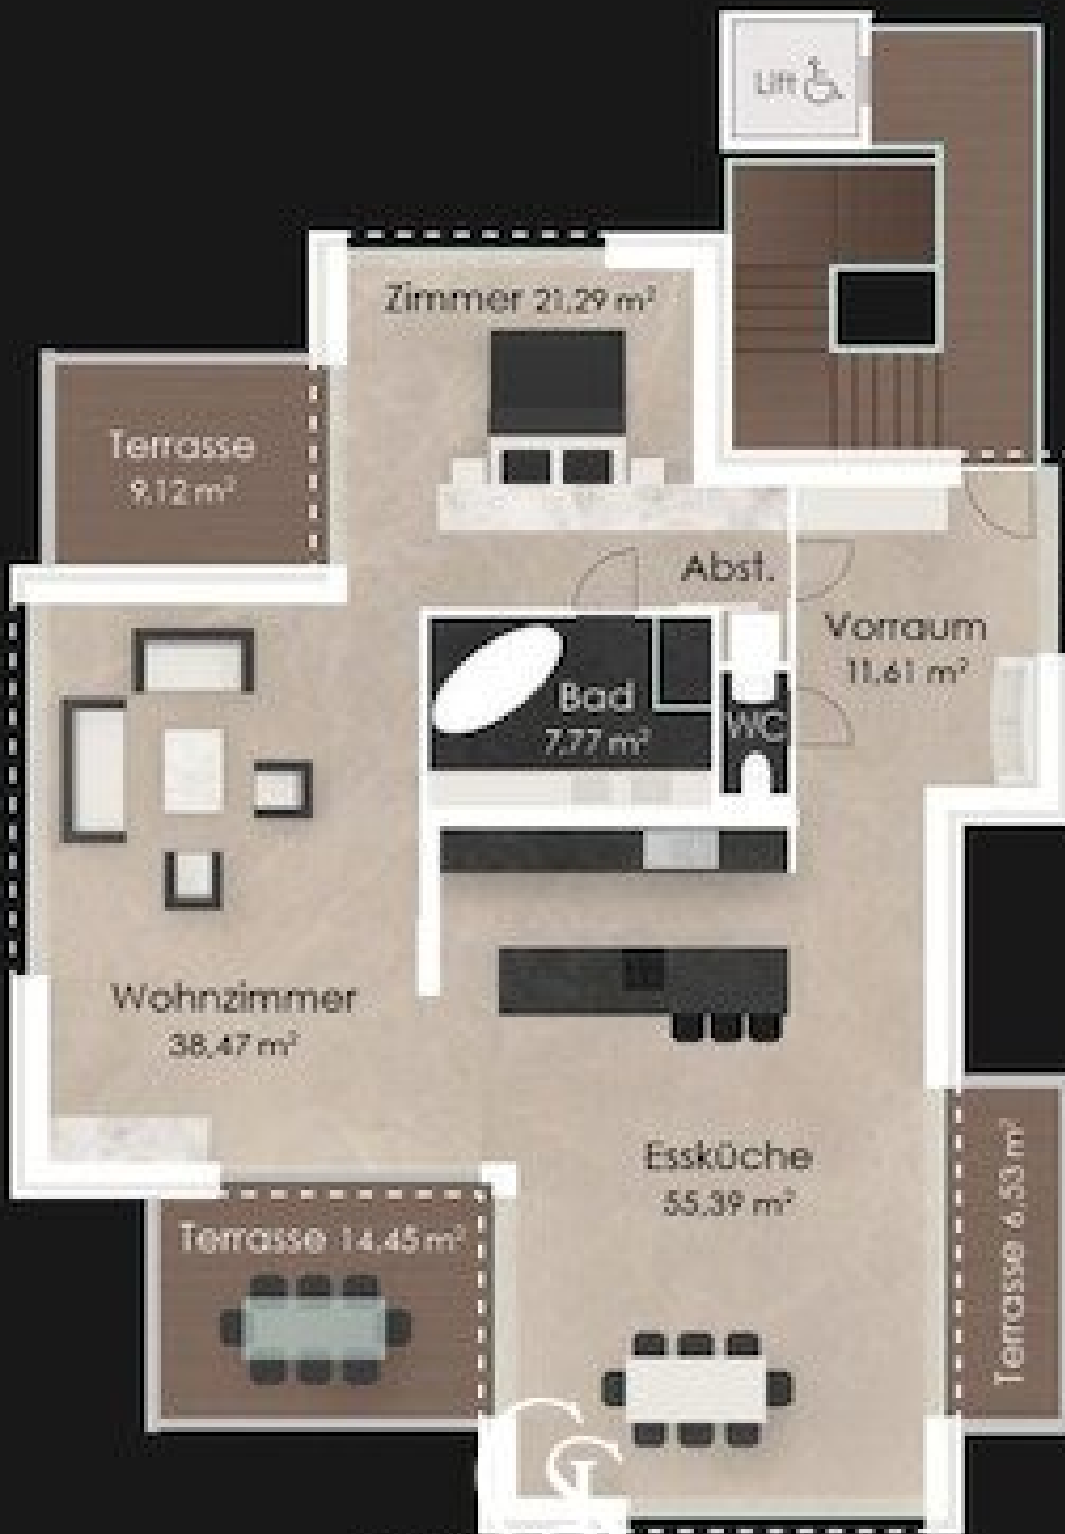 Lift
Zimmer 21,29 m²
Terrasse
9,12 m²
Abst.
Vorraum
11,61 m²
Bad
7,77 m²
WC
Wohnzimmer
38,47 m²
Essküche
55,39 m²
Terrasse 6,53 m²
Terrasse 14,45 m²